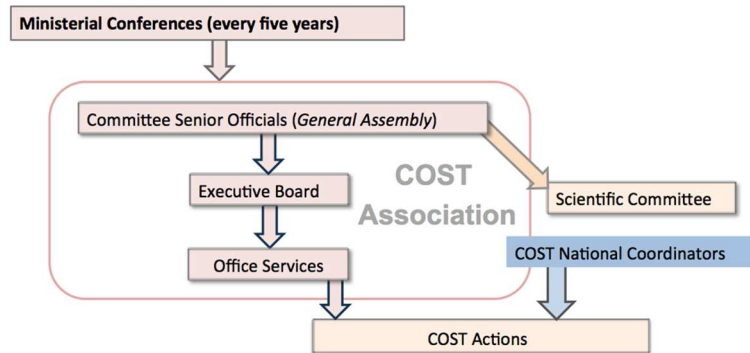 Ministerial Conferences (every five years)
Committee Senior Officials (General Assembly)
Executive Board
COST
Association
Scientific Committee
Office Services
COST National Coordinators
COST Actions